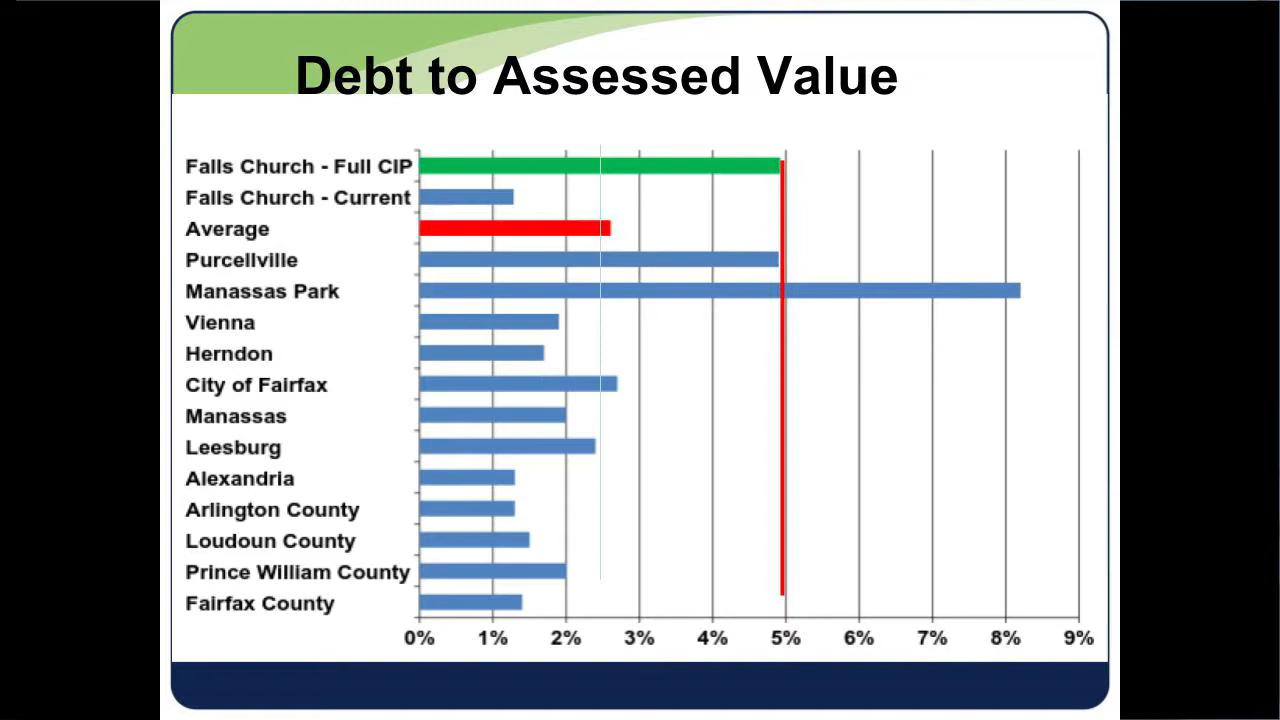 Debt to Assessed Value
Falls Church - Full CIP
Falls Church - Current
Average
Purcellville
Manassas Park
Vienna
Herndon
City of Fairfax
Manassas
Leesburg
Alexandria
Arlington County
Loudoun County
Prince William County
Fairfax County
0% 1% 2% 3% 4% 5% 6% 7% 8% 9%